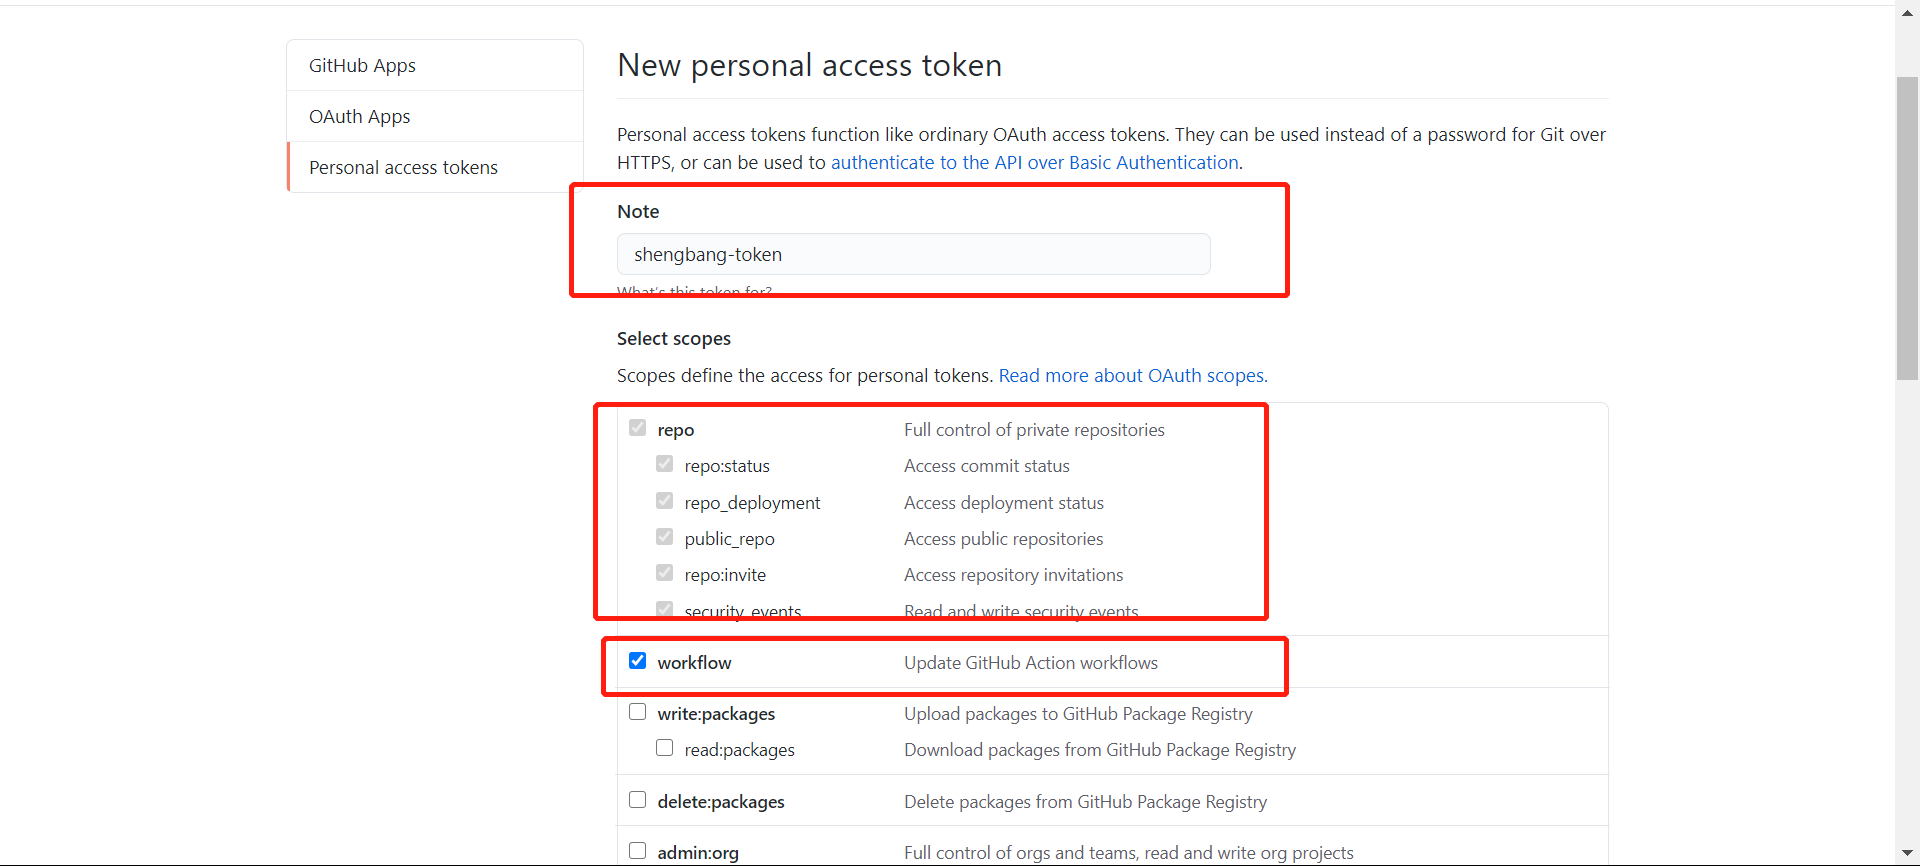 GitHub Apps
OAuth Apps
Personal access tokens
New personal access token
Personal access tokens function like ordinary OAuth access tokens. They can be used instead of a password for Git over
HTTPS, or can be used to authenticate to the API over Basic Authentication.
Note
shengbang-token
What's this token for?
Select scopes
Scopes define the access for personal tokens. Read more about OAuth scopes.
repo Full control of private repositories
repo:status Access commit status
repo_deployment Access deployment status
public_repo Access public repositories
repo:invite Access repository invitations
security_events Read and write security events
workflow Update GitHub Action workflows
write:packages Upload packages to GitHub Package Registry
read:packages Download packages from GitHub Package Registry
delete:packages Delete packages from GitHub Package Registry
admin:org Full control of orgs and teams, read and write org projects